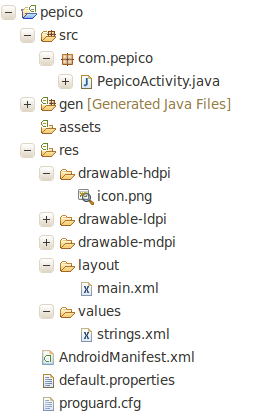 pepico
src
com.pepico
PepicoActivity.java
gen [Generated Java Files]
assets
res
drawable-hdpi
icon.png
drawable-ldpi
drawable-mdpi
layout
main.xml
values
strings.xml
AndroidManifest.xml
default.properties
proguard.cfg